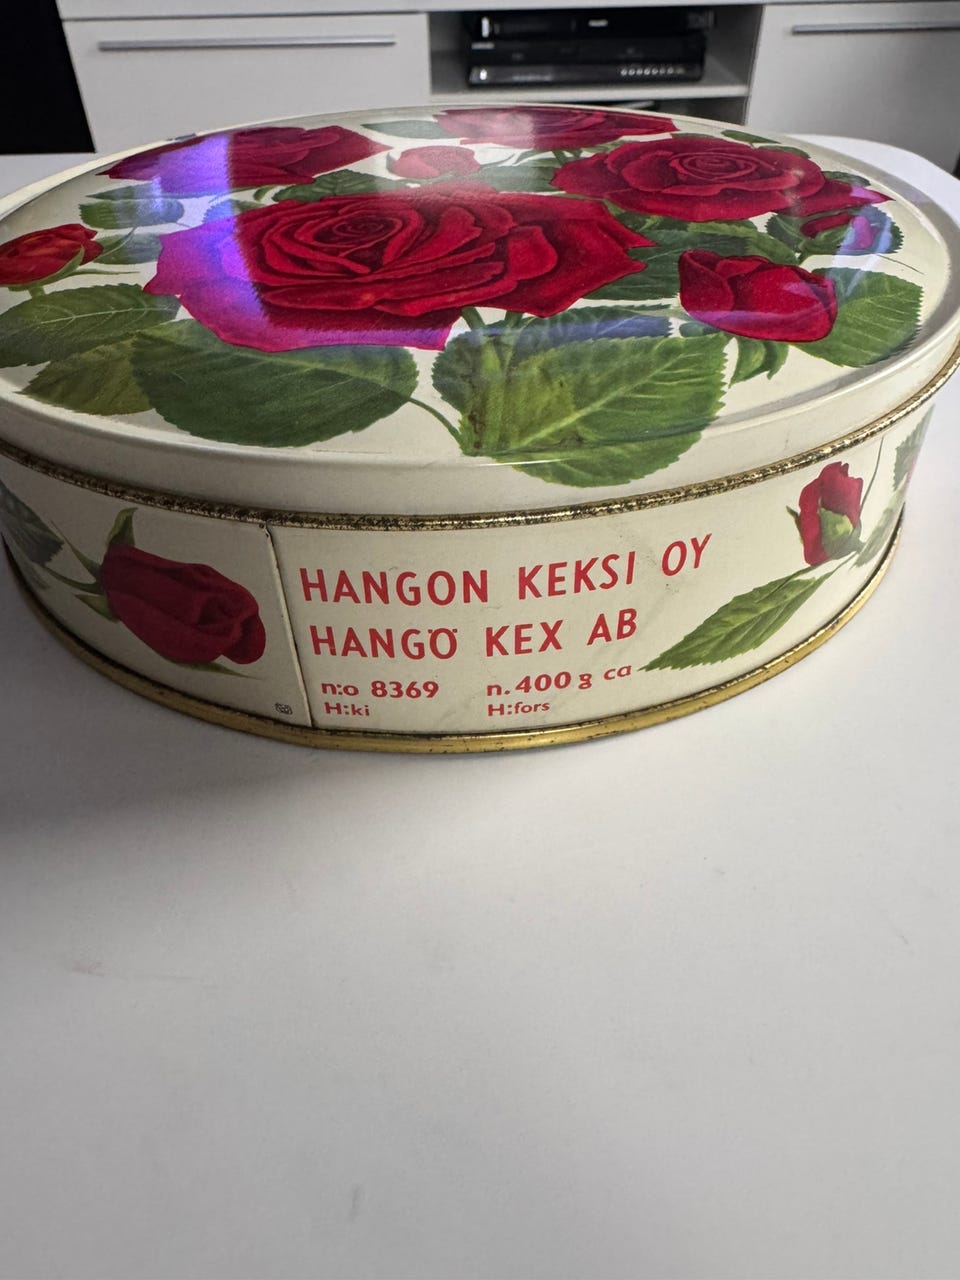 HANGON KEKSI OY
HANGÖ KEX AB
n:o 8369 n. 400 g ca
H:ki H:fors